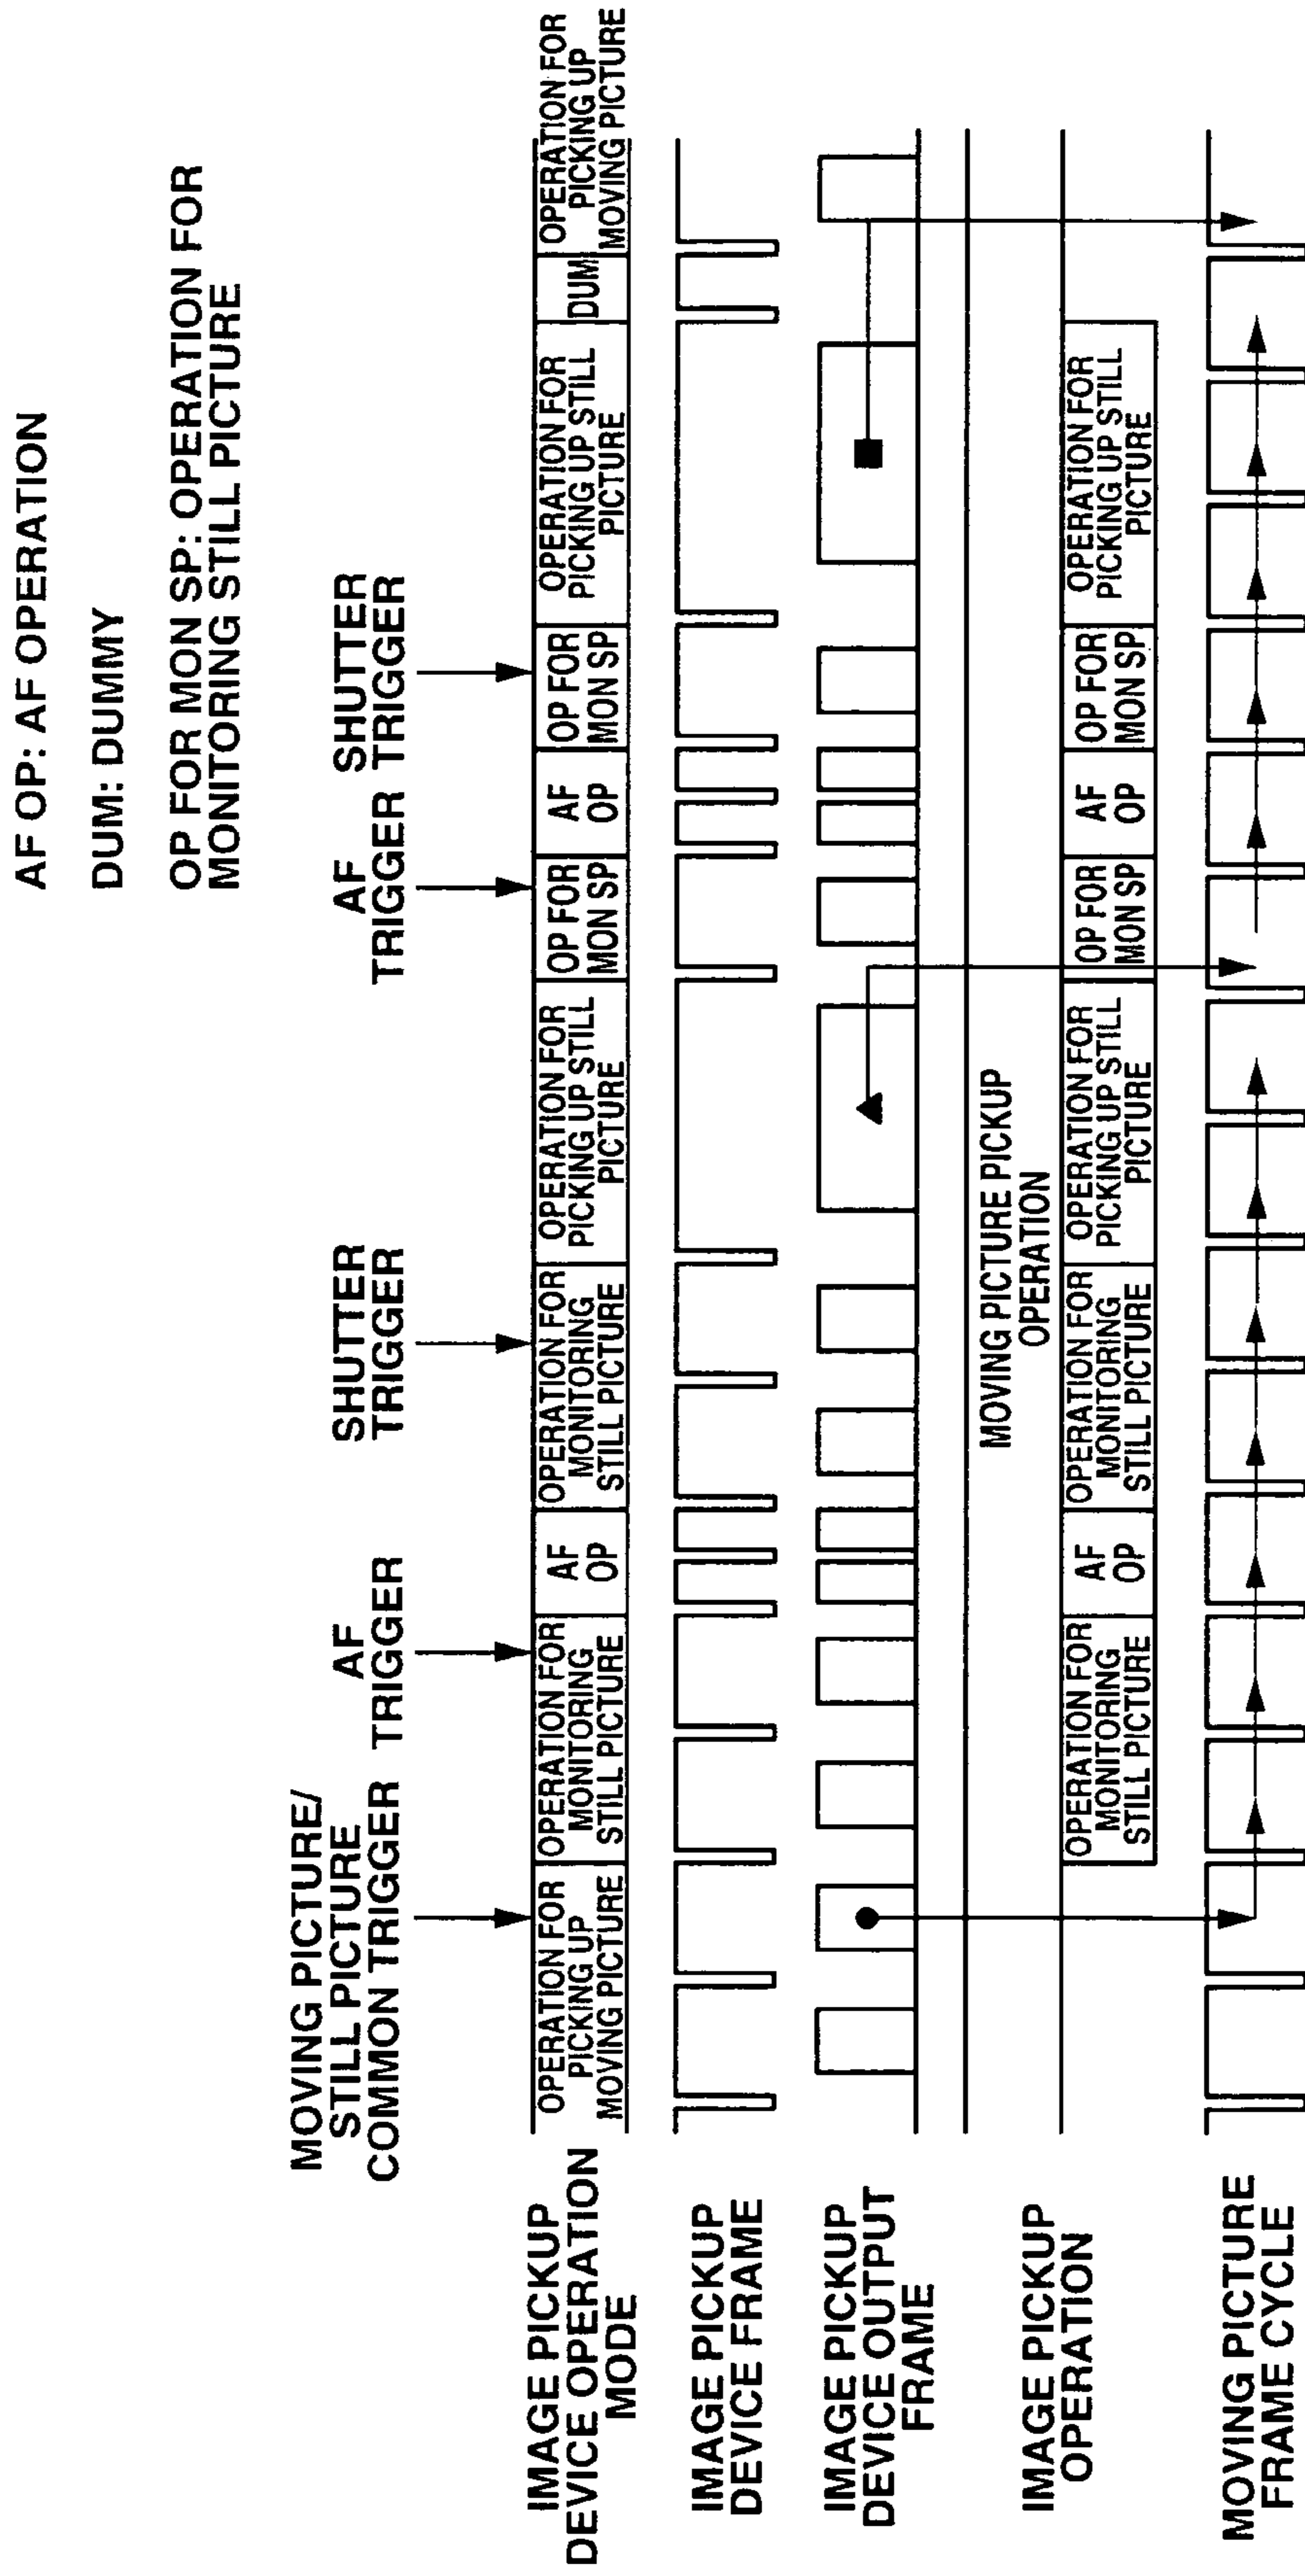 AF OP: AF OPERATION
DUM: DUMMY
OP FOR MON SP: OPERATION FOR
MONITORING STILL PICTURE
MOVING PICTURE/
STILL PICTURE
COMMON TRIGGER
AF
TRIGGER
SHUTTER
TRIGGER
AF
TRIGGER
SHUTTER
TRIGGER
IMAGE PICKUP
DEVICE OPERATION
MODE
OPERATION FOR
PICKING UP
MOVING PICTURE
OPERATION FOR
MONITORING
STILL PICTURE
AF
OP
OPERATION FOR
MONITORING
STILL PICTURE
OPERATION FOR
PICKING UP STILL
PICTURE
OP FOR
MON SP
AF
OP
OP FOR
MON SP
OPERATION FOR
PICKING UP STILL
PICTURE
DUM
OPERATION FOR
PICKING UP
MOVING PICTURE
IMAGE PICKUP
DEVICE FRAME
IMAGE PICKUP
DEVICE OUTPUT
FRAME
IMAGE PICKUP
OPERATION
MOVING PICTURE PICKUP
OPERATION
OPERATION FOR
MONITORING
STILL PICTURE
AF
OP
OPERATION FOR
MONITORING
STILL PICTURE
OPERATION FOR
PICKING UP STILL
PICTURE
OP FOR
MON SP
AF
OP
OP FOR
MON SP
OPERATION FOR
PICKING UP STILL
PICTURE
MOVING PICTURE
FRAME CYCLE